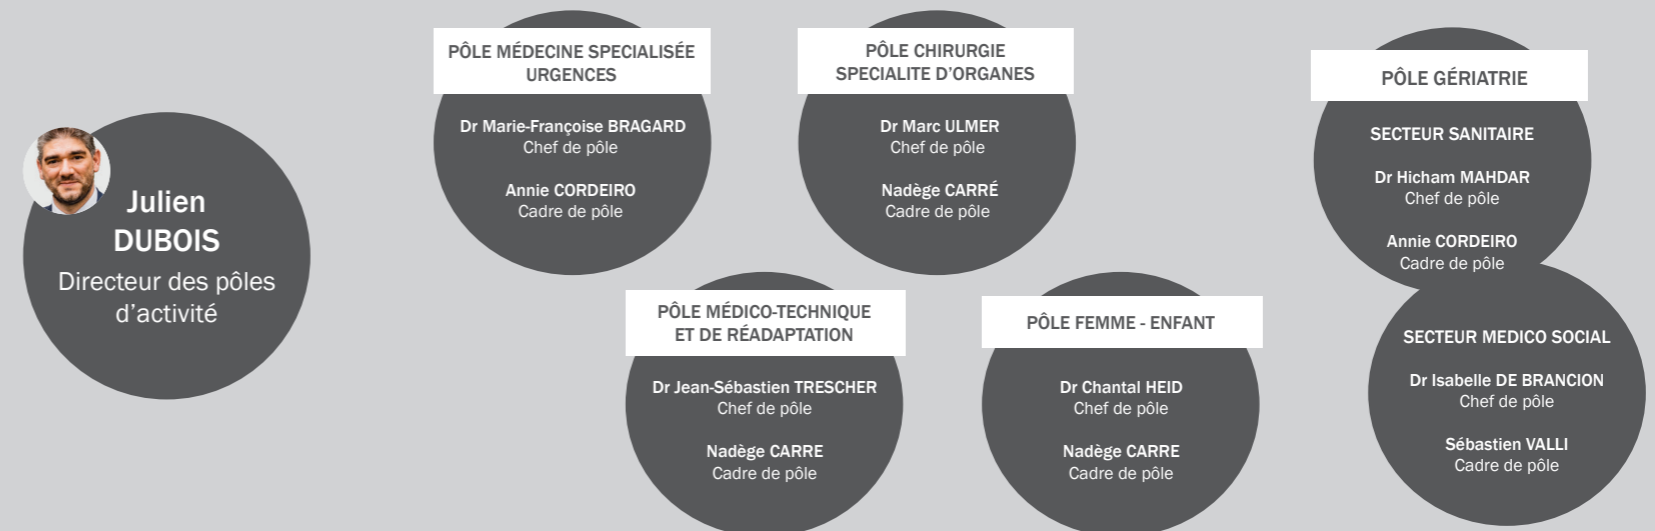 Julien
DUBOIS
Directeur des pôles
d'activité
PÔLE MÉDECINE SPECIALISÉE
URGENCES
Dr Marie-Françoise BRAGARD
Chef de pôle
Annie CORDEIRO
Cadre de pôle
PÔLE CHIRURGIE
SPECIALITE D'ORGANES
Dr Marc ULMER
Chef de pôle
Nadège CARRÉ
Cadre de pôle
PÔLE MÉDICO-TECHNIQUE
ET DE RÉADAPTATION
Dr Jean-Sébastien TRESCHER
Chef de pôle
Nadège CARRE
Cadre de pôle
PÔLE FEMME - ENFANT
Dr Chantal HEID
Chef de pôle
Nadège CARRE
Cadre de pôle
PÔLE GÉRIATRIE
SECTEUR SANITAIRE
Dr Hicham MAHDAR
Chef de pôle
Annie CORDEIRO
Cadre de pôle
SECTEUR MEDICO SOCIAL
Dr Isabelle DE BRANCION
Chef de pôle
Sébastien VALLI
Cadre de pôle